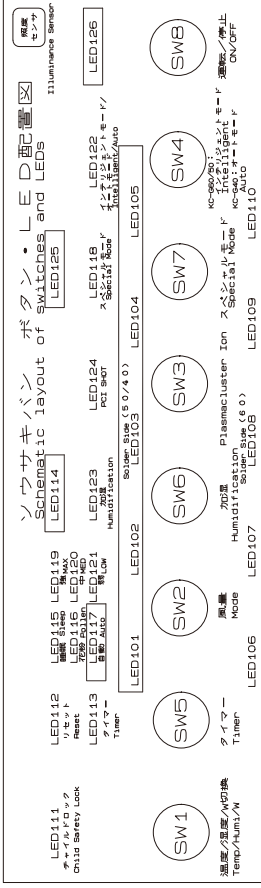 ソウサキバン ボタン・LED配置図
Schematic layout of switches and LEDs
照度
センサ
Illuminance Sensor
LED111
チャイルドロック
Child Safety Lock
LED112
リセット
Reset
LED113
タイマー
Timer
LED115
睡眠 Sleep
LED116
花粉 Pollen
LED117
自動 Auto
LED119
強 MAX
LED120
中 MED
LED121
弱 LOW
LED114
LED123
加湿
Humidification
LED124
PCI SHOT
LED125
LED118
スペシャルモード
Special Mode
LED122
インテリジェントモード/
オートモード
Intelligent/Auto
LED126
Solder Side (50/40)
LED101
LED102
LED103
LED104
LED105
SW1
SW5
SW2
SW6
SW3
SW7
SW4
SW8
温度/湿度/W切換
Temp/Humi/W
タイマー
Timer
風量
Mode
加湿
Humidification
Plasmacluster Ion
スペシャルモード
Special Mode
KC-G60/50:
インテリジェントモード
Intelligent
KC-G40:オートモード
Auto
運転/停止
ON/OFF
Solder Side (60)
LED106
LED107
LED108
LED109
LED110